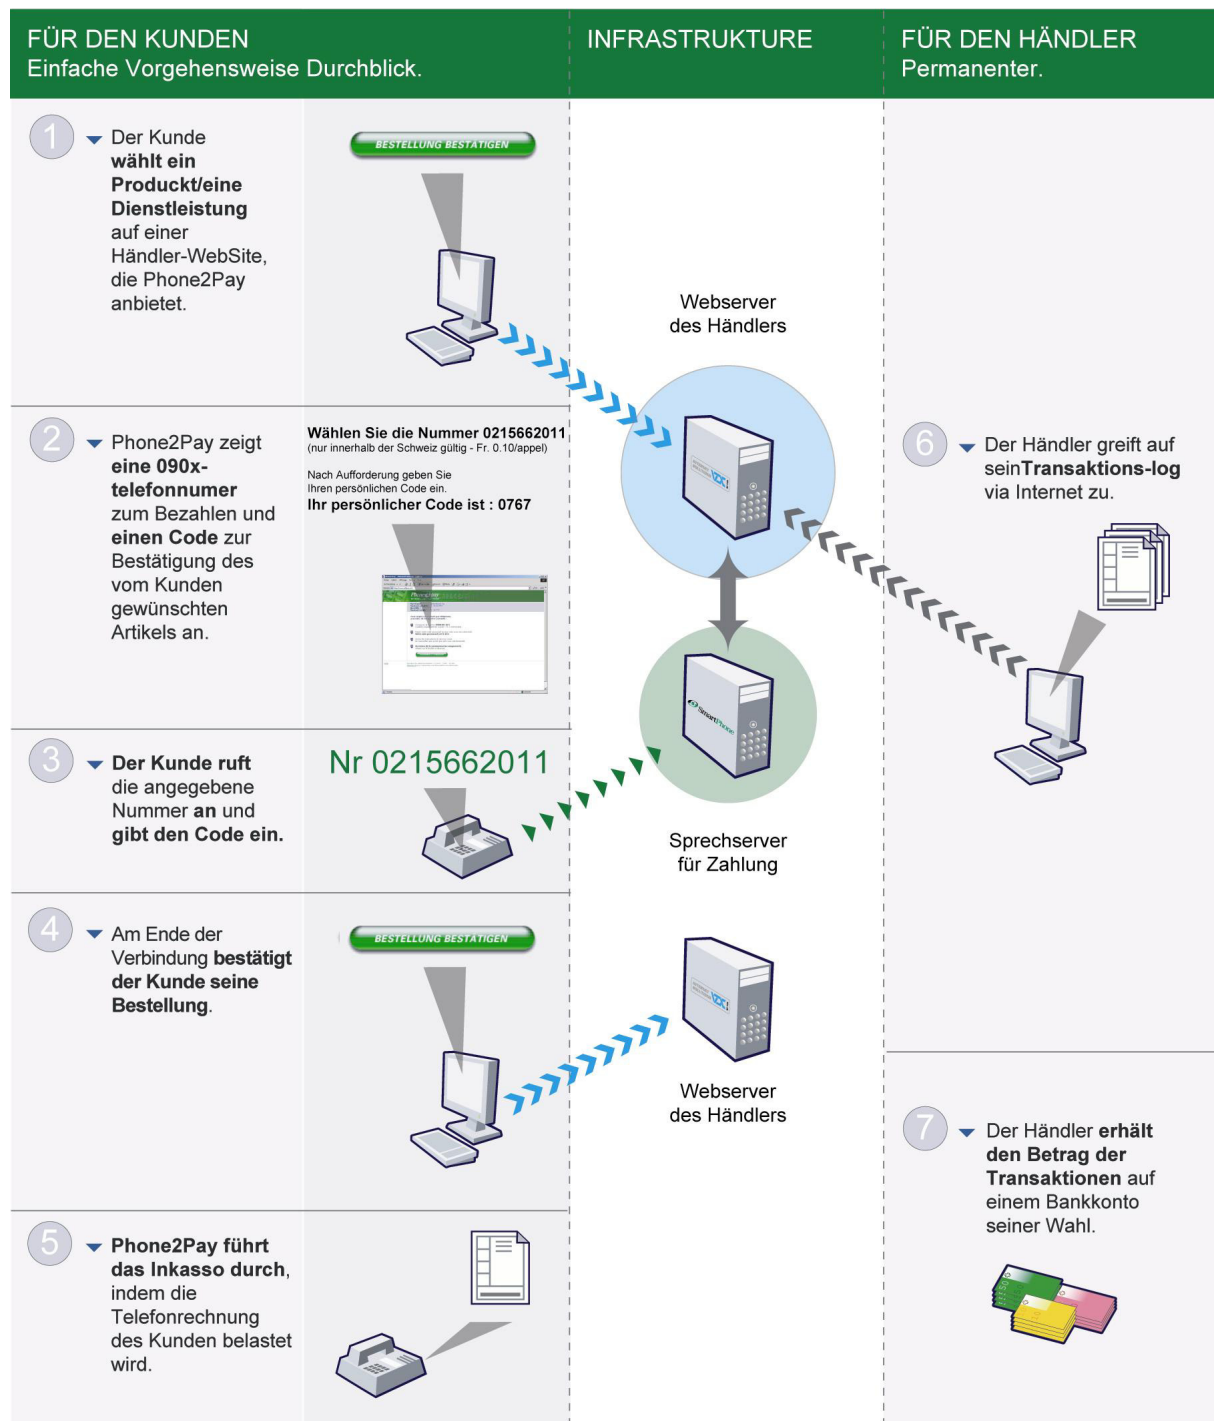 FÜR DEN KUNDEN
Einfache Vorgehensweise Durchblick.
INFRASTRUKTURE
FÜR DEN HÄNDLER
Permanenter.
1
Der Kunde
wählt ein
Produckt/eine
Dienstleistung
auf einer
Händler-WebSite,
die Phone2Pay
anbietet.
BESTELLUNG BESTATIGEN
Webserver
des Händlers
2
Phone2Pay zeigt
eine 090x-
telefonnumer
zum Bezahlen und
einen Code zur
Bestätigung des
vom Kunden
gewünschten
Artikels an.
Wählen Sie die Nummer 0215662011
(nur innerhalb der Schweiz gültig - Fr. 0.10/appel)
Nach Aufforderung geben Sie
Ihren persönlichen Code ein.
Ihr persönlicher Code ist : 0767
6
Der Händler greift auf
seinTransaktions-log
via Internet zu.
SmartPhone
3
Der Kunde ruft
die angegebene
Nummer an und
gibt den Code ein.
Nr 0215662011
Sprechserver
für Zahlung
4
Am Ende der
Verbindung bestätigt
der Kunde seine
Bestellung.
BESTELLUNG BESTATIGEN
Webserver
des Händlers
7
Der Händler erhält
den Betrag der
Transaktionen auf
einem Bankkonto
seiner Wahl.
5
Phone2Pay führt
das Inkasso durch,
indem die
Telefonrechnung
des Kunden belastet
wird.